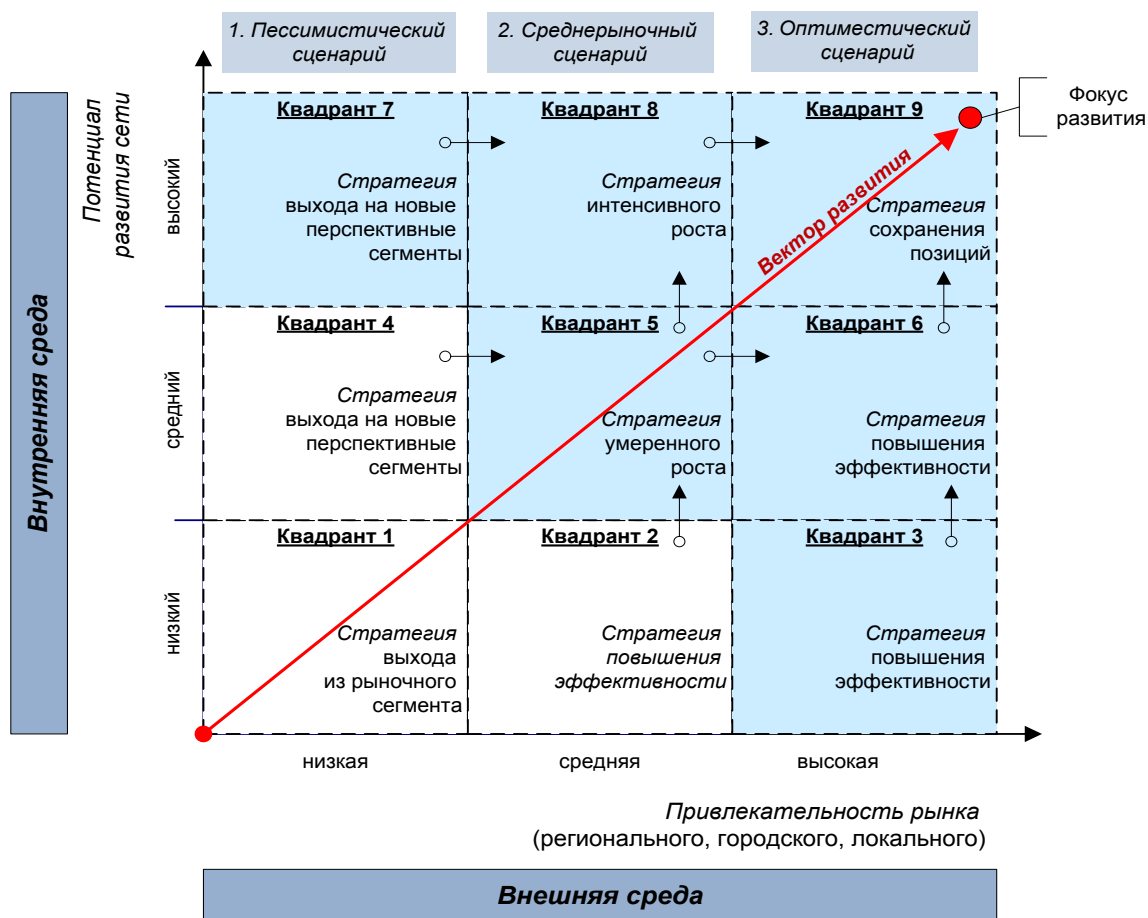 1. Пессимистический
сценарий
2. Среднерыночный
сценарий
3. Оптиместический
сценарий
Потенциал
развития сети
Фокус
развития
Внутренняя среда
высокий
средний
низкий
Квадрант 7
Стратегия
выхода на новые
перспективные
сегменты
Квадрант 8
Стратегия
интенсивного
роста
Квадрант 9
Вектор развития
Стратегия
сохранения
позиций
Квадрант 4
Стратегия
выхода на новые
перспективные
сегменты
Квадрант 5
Стратегия
умеренного
роста
Квадрант 6
Стратегия
повышения
эффективности
Квадрант 1
Стратегия
выхода
из рыночного
сегмента
Квадрант 2
Стратегия
повышения
эффективности
Квадрант 3
Стратегия
повышения
эффективности
низкая
средняя
высокая
Привлекательность рынка
(регионального, городского, локального)
Внешняя среда